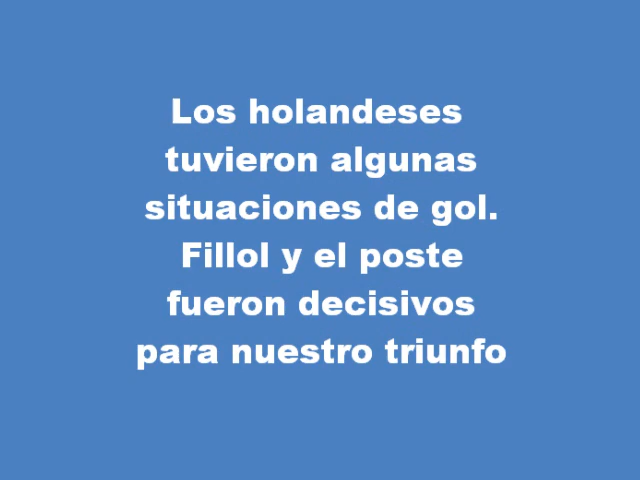 Los holandeses
tuvieron algunas
situaciones de gol.
Fillol y el poste
fueron decisivos
para nuestro triunfo